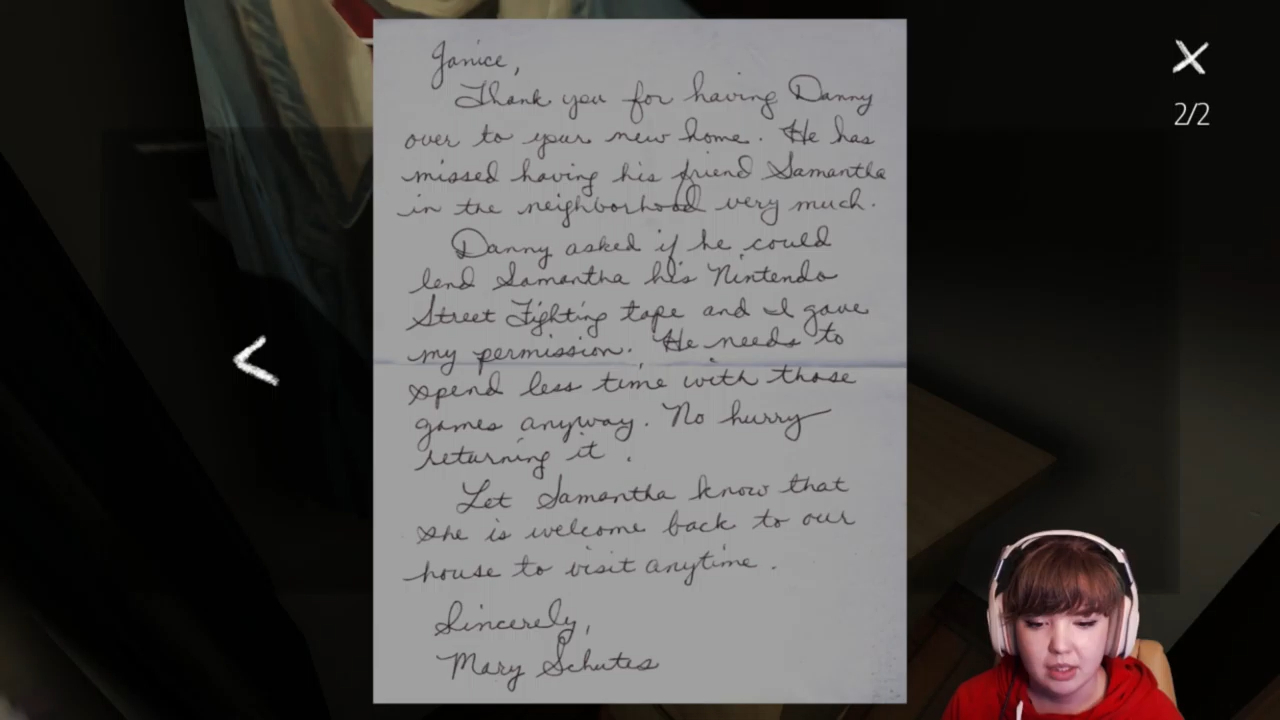 Janice,
Thank you for having Danny
over to your new home. He has
missed having his friend Samantha
in the neighborhood very much.
Danny asked if he could
lend Samantha his Nintendo
Street Fighting tape and I gave
my permission. He needs to
spend less time with those
games anyway. No hurry
returning it.
Let Samantha know that
she is welcome back to our
house to visit anytime.
Sincerely,
Mary Schutes
2/2